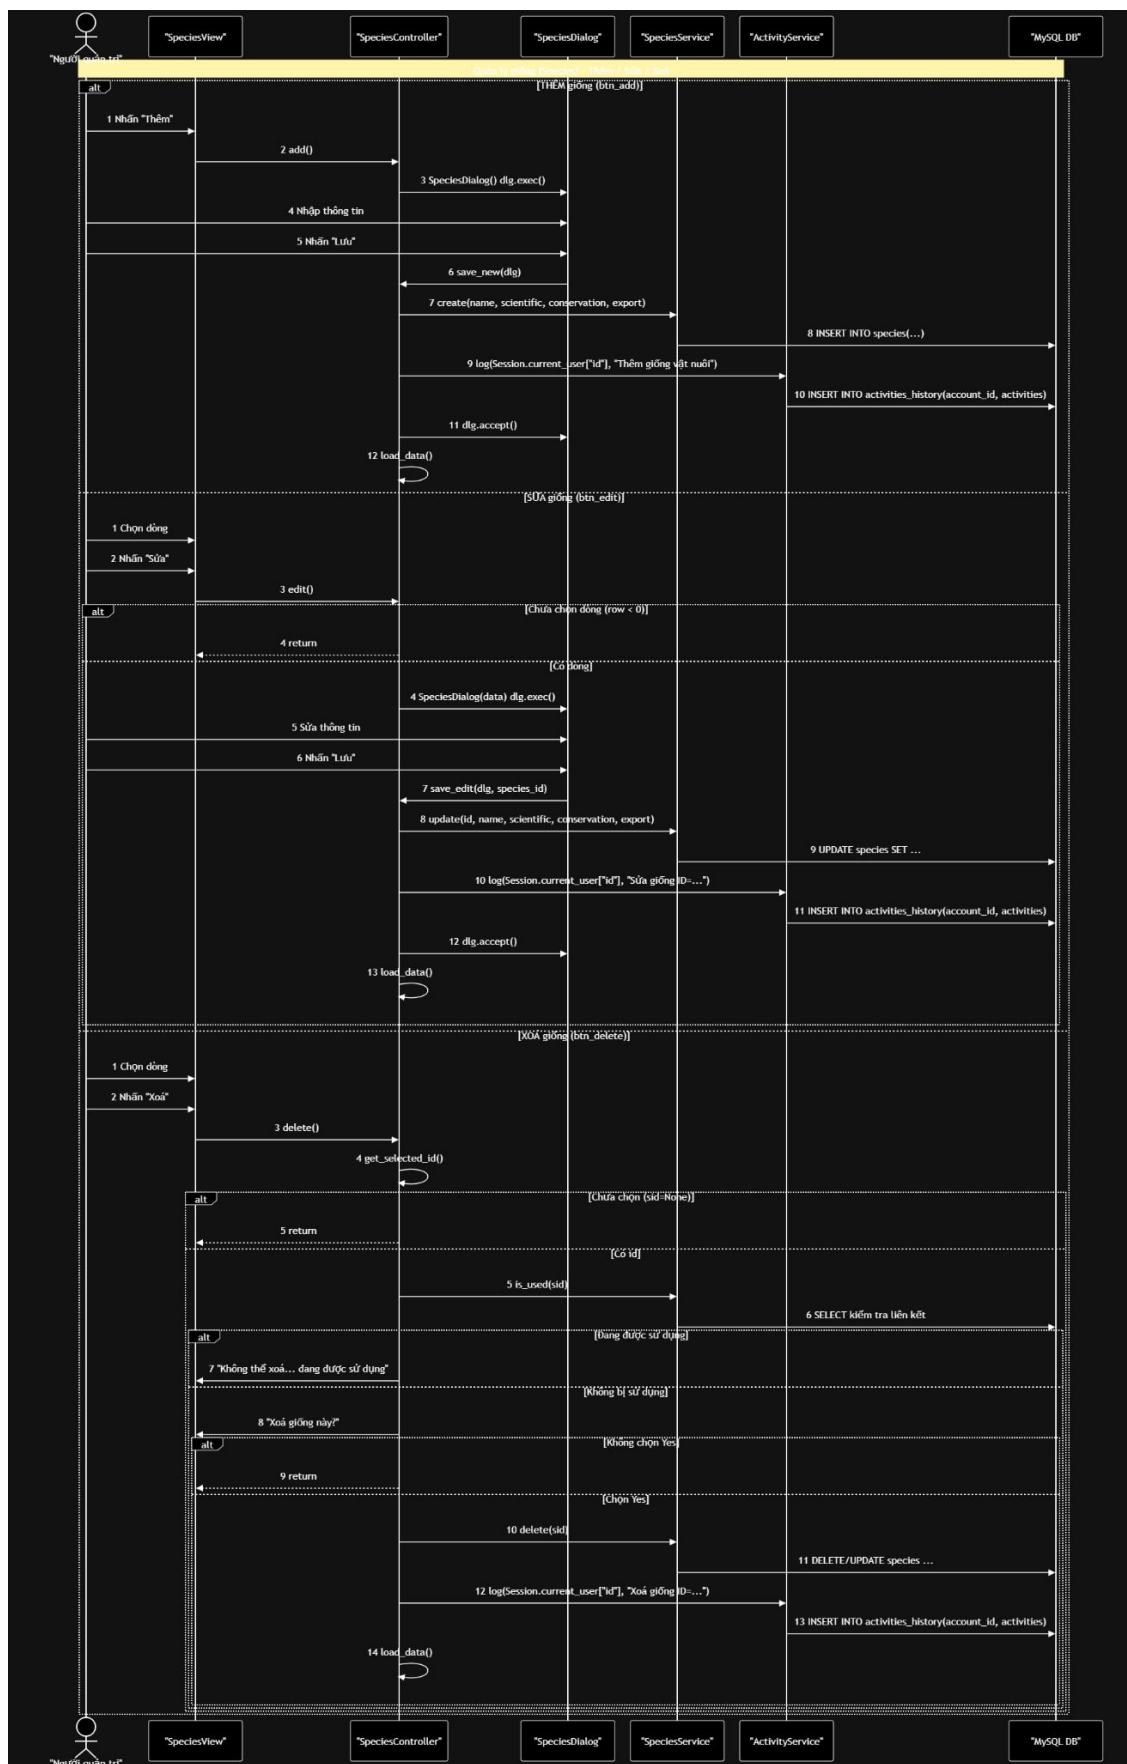 "Người quản trị"
"SpeciesView"
"SpeciesController"
"SpeciesDialog"
"SpeciesService"
"ActivityService"
"MySQL DB"
alt
[THÊM giống (btn_add)]
1 Nhấn "Thêm"
2 add()
3 SpeciesDialog() dlg.exec()
4 Nhập thông tin
5 Nhấn "Lưu"
6 save_new(dlg)
7 create(name, scientific, conservation, export)
8 INSERT INTO species(...)
9 log(Session.current_user["id"], "Thêm giống vật nuôi")
10 INSERT INTO activities_history(account_id, activities)
11 dlg.accept()
12 load_data()
[SỬA giống (btn_edit)]
1 Chọn dòng
2 Nhấn "Sửa"
3 edit()
alt
[Chưa chọn dòng (row < 0)]
4 return
[Có dòng]
4 SpeciesDialog(data) dlg.exec()
5 Sửa thông tin
6 Nhấn "Lưu"
7 save_edit(dlg, species_id)
8 update(id, name, scientific, conservation, export)
9 UPDATE species SET ...
10 log(Session.current_user["id"], "Sửa giống ID=...")
11 INSERT INTO activities_history(account_id, activities)
12 dlg.accept()
13 load_data()
[XOÁ giống (btn_delete)]
1 Chọn dòng
2 Nhấn "Xoá"
3 delete()
4 get_selected_id()
alt
[Chưa chọn (sid=None)]
5 return
[Có id]
5 is_used(sid)
6 SELECT kiểm tra liên kết
alt
[Đang được sử dụng]
7 "Không thể xoá... đang được sử dụng"
[Không bị sử dụng]
8 "Xoá giống này?"
alt
[Không chọn Yes]
9 return
[Chọn Yes]
10 delete(sid)
11 DELETE/UPDATE species ...
12 log(Session.current_user["id"], "Xoá giống ID=...")
13 INSERT INTO activities_history(account_id, activities)
14 load_data()
"Người quản trị"
"SpeciesView"
"SpeciesController"
"SpeciesDialog"
"SpeciesService"
"ActivityService"
"MySQL DB"